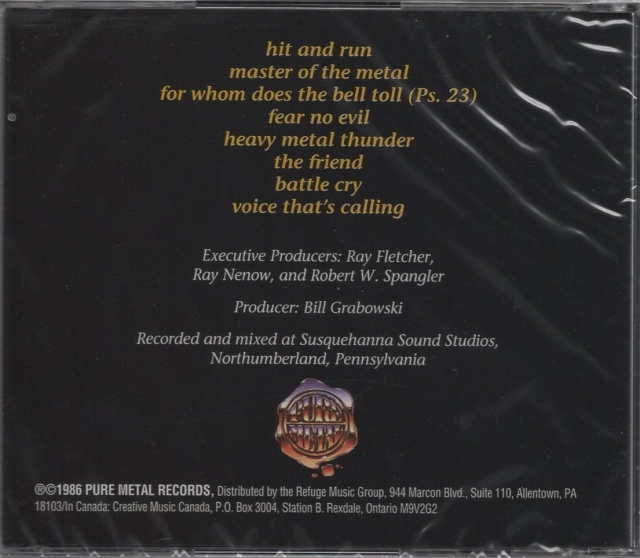 hit and run
master of the metal
for whom does the bell toll (Ps. 23)
fear no evil
heavy metal thunder
the friend
battle cry
voice that's calling
Executive Producers: Ray Fletcher,
Ray Nenow, and Robert W. Spangler
Producer: Bill Grabowski
Recorded and mixed at Susquehanna Sound Studios,
Northumberland, Pennsylvania
PURE
METAL
®©1986 PURE METAL RECORDS, Distributed by the Refuge Music Group, 944 Marcon Blvd., Suite 110, Allentown, PA
18103/In Canada: Creative Music Canada, P.O. Box 3004, Station B. Rexdale, Ontario M9V2G2